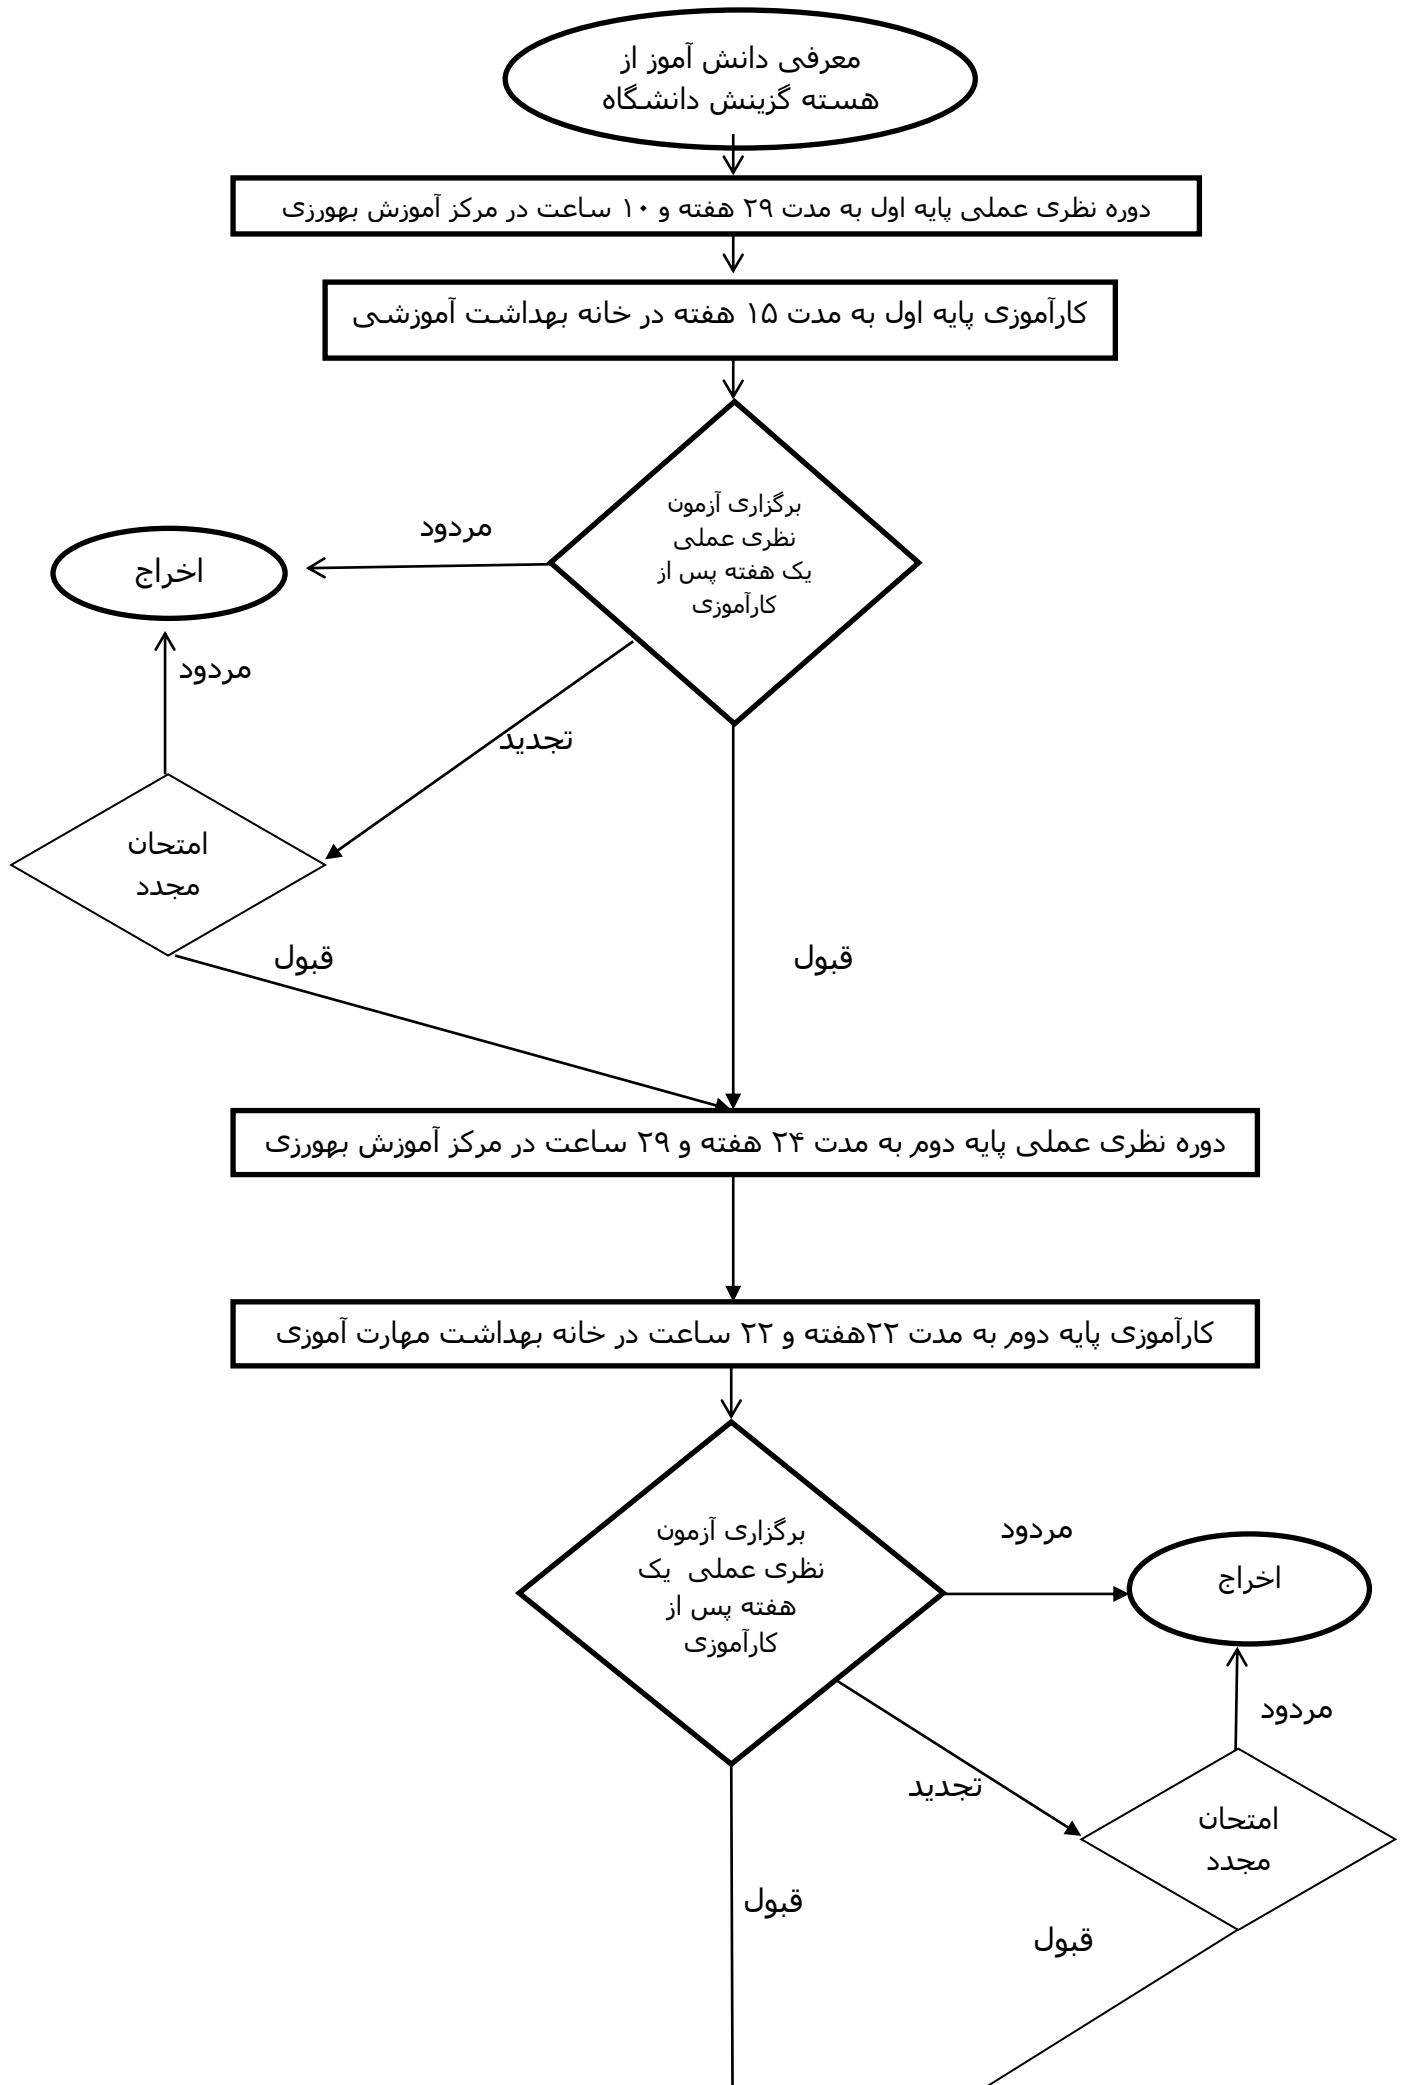 معرفی دانش آموز از
هسته گزینش دانشگاه
دوره نظری عملی پایه اول به مدت ۲۹ هفته و ۱۰ ساعت در مرکز آموزش بهورزی
کارآموزی پایه اول به مدت ۱۵ هفته در خانه بهداشت آموزشی
برگزاری آزمون
نظری عملی
یک هفته پس از
کارآموزی
مردود
اخراج
مردود
تجدید
امتحان
مجدد
قبول
قبول
دوره نظری عملی پایه دوم به مدت ۲۴ هفته و ۲۹ ساعت در مرکز آموزش بهورزی
کارآموزی پایه دوم به مدت ۲۲هفته و ۲۲ ساعت در خانه بهداشت مهارت آموزی
برگزاری آزمون
نظری عملی  یک
هفته پس از
کارآموزی
مردود
اخراج
مردود
تجدید
امتحان
مجدد
قبول
قبول